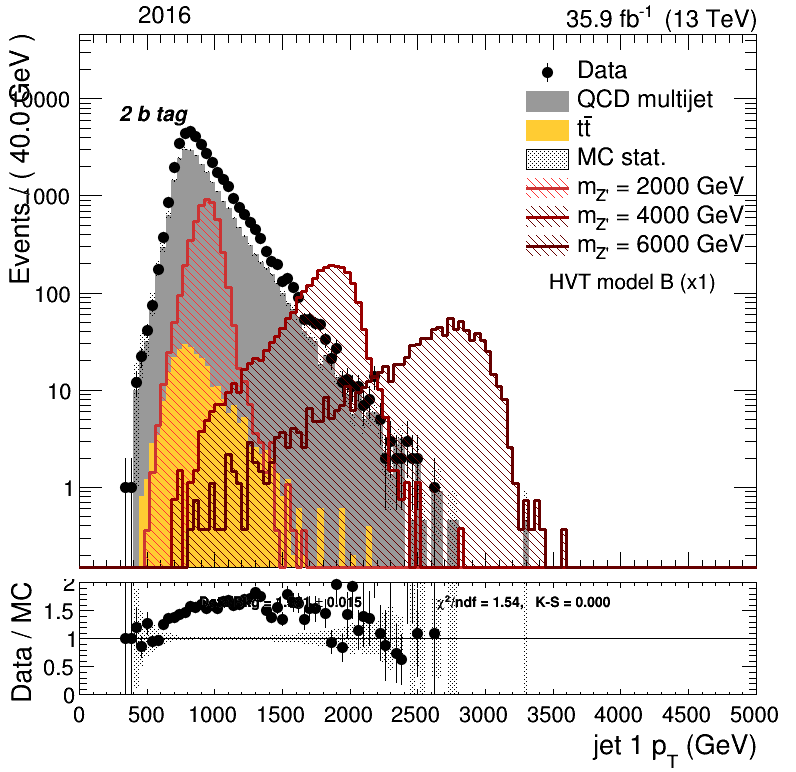 2016
35.9 fb⁻¹ (13 TeV)
Events / ( 40.0 GeV )
10000
1000
100
10
1
2 b tag
Data
QCD multijet
tt̄
MC stat.
m_Z' = 2000 GeV
m_Z' = 4000 GeV
m_Z' = 6000 GeV
HVT model B (x1)
Data / MC
2
1.5
1
0.5
0
0.015
χ²/ndf = 1.54, K-S = 0.000
0 500 1000 1500 2000 2500 3000 3500 4000 4500 5000
jet 1 p_T (GeV)